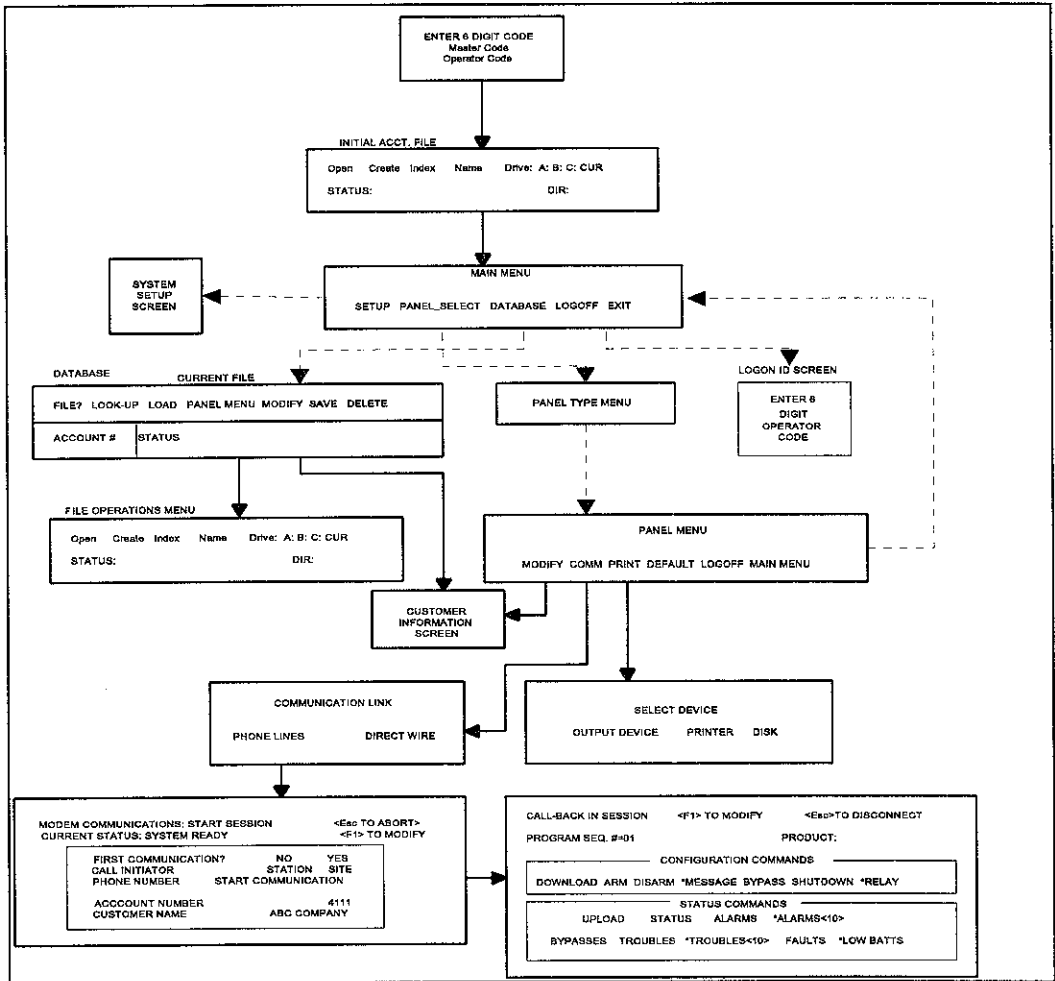 ENTER 6 DIGIT CODE
Master Code
Operator Code
INITIAL ACCT. FILE
Open Create Index Name Drive: A: B: C: CUR
STATUS: DIR:
MAIN MENU
SETUP PANEL_SELECT DATABASE LOGOFF EXIT
SYSTEM
SETUP
SCREEN
DATABASE
CURRENT FILE
FILE? LOOK-UP LOAD PANEL MENU MODIFY SAVE DELETE
ACCOUNT # STATUS
PANEL TYPE MENU
LOGON ID SCREEN
ENTER 6
DIGIT
OPERATOR
CODE
FILE OPERATIONS MENU
Open Create Index Name Drive: A: B: C: CUR
STATUS: DIR:
PANEL MENU
MODIFY COMM PRINT DEFAULT LOGOFF MAIN MENU
CUSTOMER
INFORMATION
SCREEN
COMMUNICATION LINK
PHONE LINES DIRECT WIRE
SELECT DEVICE
OUTPUT DEVICE PRINTER DISK
MODEM COMMUNICATIONS; START SESSION <Esc TO ABORT>
CURRENT STATUS; SYSTEM READY <F1> TO MODIFY
FIRST COMMUNICATION? NO YES
CALL INITIATOR STATION SITE
PHONE NUMBER START COMMUNICATION
ACCCOUNT NUMBER 4111
CUSTOMER NAME ABC COMPANY
CALL-BACK IN SESSION <F1> TO MODIFY <Esc>TO DISCONNECT
PROGRAM SEQ. #=01 PRODUCT:
CONFIGURATION COMMANDS
DOWNLOAD ARM DISARM *MESSAGE BYPASS SHUTDOWN *RELAY
STATUS COMMANDS
UPLOAD STATUS ALARMS *ALARMS<10>
BYPASSES TROUBLES *TROUBLES<10> FAULTS *LOW BATTS